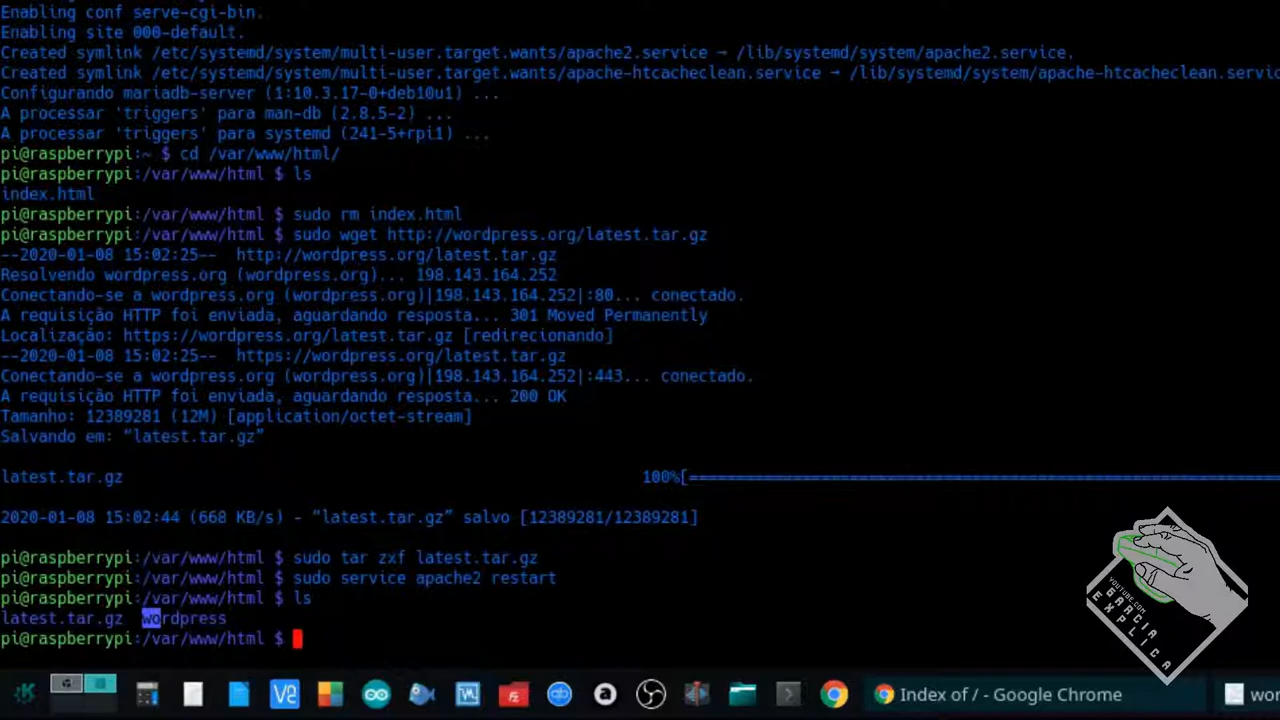 Enabling conf serve-cgi-bin.
Enabling site 000-default.
Created symlink /etc/systemd/system/multi-user.target.wants/apache2.service → /lib/systemd/system/apache2.service.
Created symlink /etc/systemd/system/multi-user.target.wants/apache-htcacheclean.service → /lib/systemd/system/apache-htcacheclean.servic
Configurando mariadb-server (1:10.3.17-0+deb10u1) ...
A processar 'triggers' para man-db (2.8.5-2) ...
A processar 'triggers' para systemd (241-5+rpi1) ...
pi@raspberrypi:~ $ cd /var/www/html/
pi@raspberrypi:/var/www/html $ ls
index.html
pi@raspberrypi:/var/www/html $ sudo rm index.html
pi@raspberrypi:/var/www/html $ sudo wget http://wordpress.org/latest.tar.gz
--2020-01-08 15:02:25--  http://wordpress.org/latest.tar.gz
Resolvendo wordpress.org (wordpress.org)... 198.143.164.252
Conectando-se a wordpress.org (wordpress.org)|198.143.164.252|:80... conectado.
A requisição HTTP foi enviada, aguardando resposta... 301 Moved Permanently
Localização: https://wordpress.org/latest.tar.gz [redirecionando]
--2020-01-08 15:02:25--  https://wordpress.org/latest.tar.gz
Conectando-se a wordpress.org (wordpress.org)|198.143.164.252|:443... conectado.
A requisição HTTP foi enviada, aguardando resposta... 200 OK
Tamanho: 12389281 (12M) [application/octet-stream]
Salvando em: “latest.tar.gz”
latest.tar.gz 100%[==========================================
2020-01-08 15:02:44 (668 KB/s) - “latest.tar.gz” salvo [12389281/12389281]
pi@raspberrypi:/var/www/html $ sudo tar zxf latest.tar.gz
pi@raspberrypi:/var/www/html $ sudo service apache2 restart
pi@raspberrypi:/var/www/html $ ls
latest.tar.gz  wordpress
pi@raspberrypi:/var/www/html $
YOUTUBE.COM
GARCIA
EXPLICA
Index of / - Google Chrome
wor